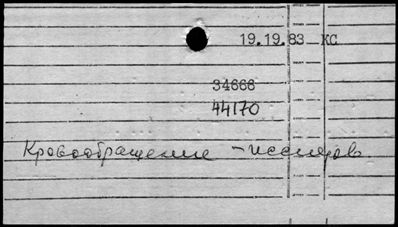 19.19.83 КС
34666
44170
Кровообращение - исследов